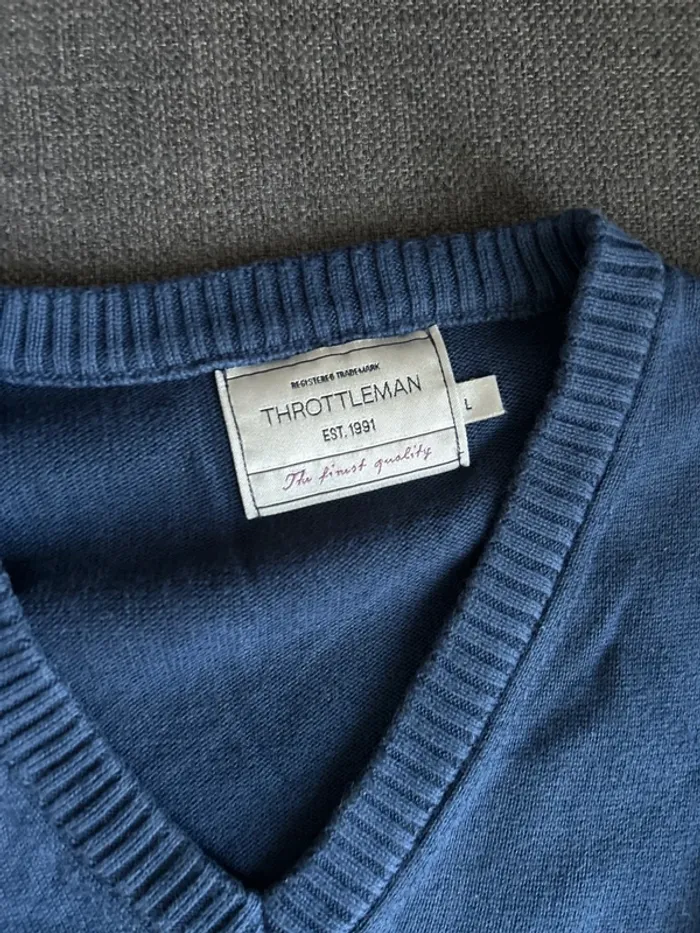 REGISTERED TRADEMARK
THROTTLEMAN
L
EST. 1991
The finest quality